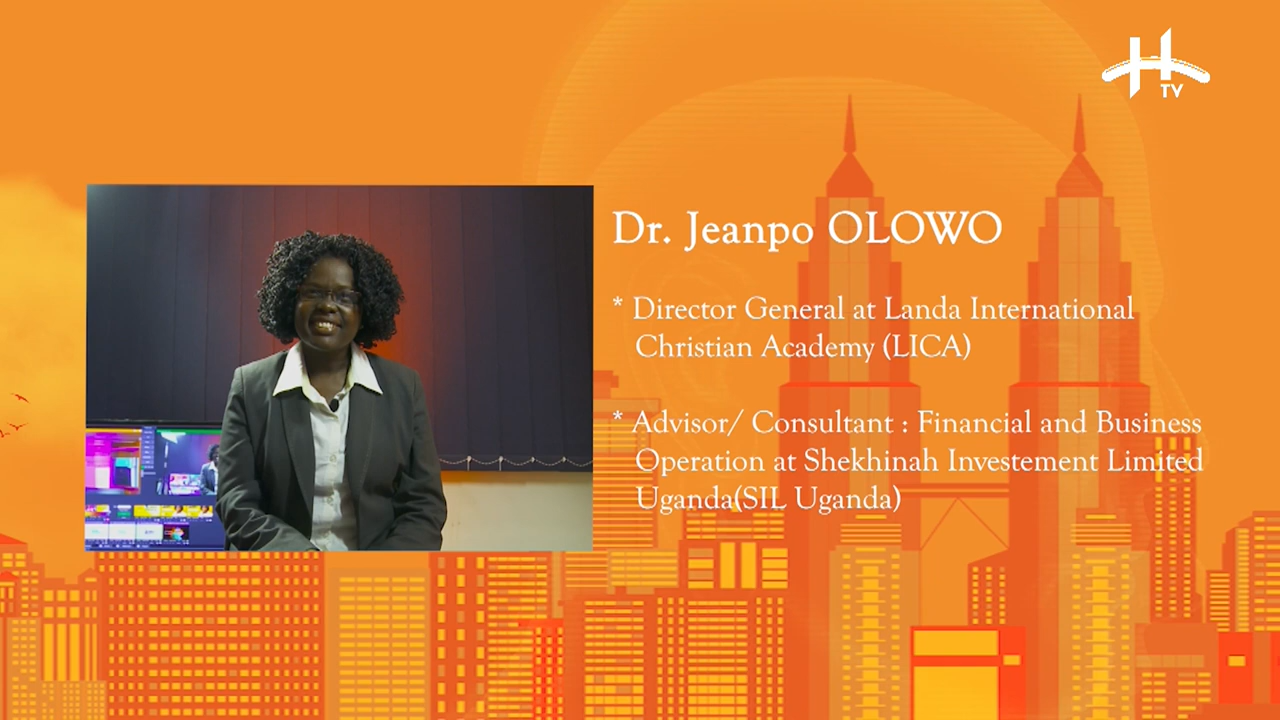 H
TV
Dr. Jeanpo OLOWO
* Director General at Landa International
Christian Academy (LICA)
* Advisor/ Consultant : Financial and Business
Operation at Shekhinah Investement Limited
Uganda(SIL Uganda)